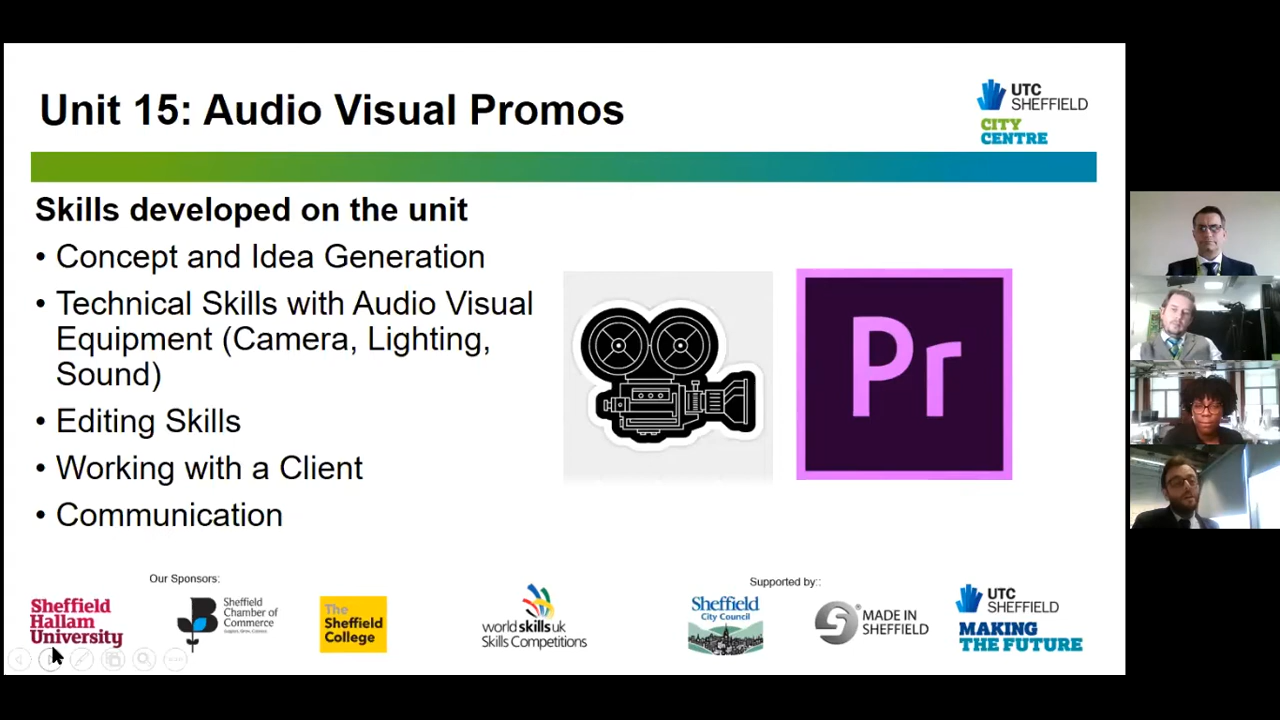 Unit 15: Audio Visual Promos
UTC
SHEFFIELD
CITY
CENTRE
Skills developed on the unit
• Concept and Idea Generation
• Technical Skills with Audio Visual
Equipment (Camera, Lighting,
Sound)
• Editing Skills
• Working with a Client
• Communication
Pr
Our Sponsors:
Sheffield
Hallam
University
Sheffield
Chamber of
Commerce
The
Sheffield
College
worldskillsuk
Skills Competitions
Supported by::
Sheffield
City Council
MADE IN
SHEFFIELD
UTC
SHEFFIELD
MAKING
THE FUTURE